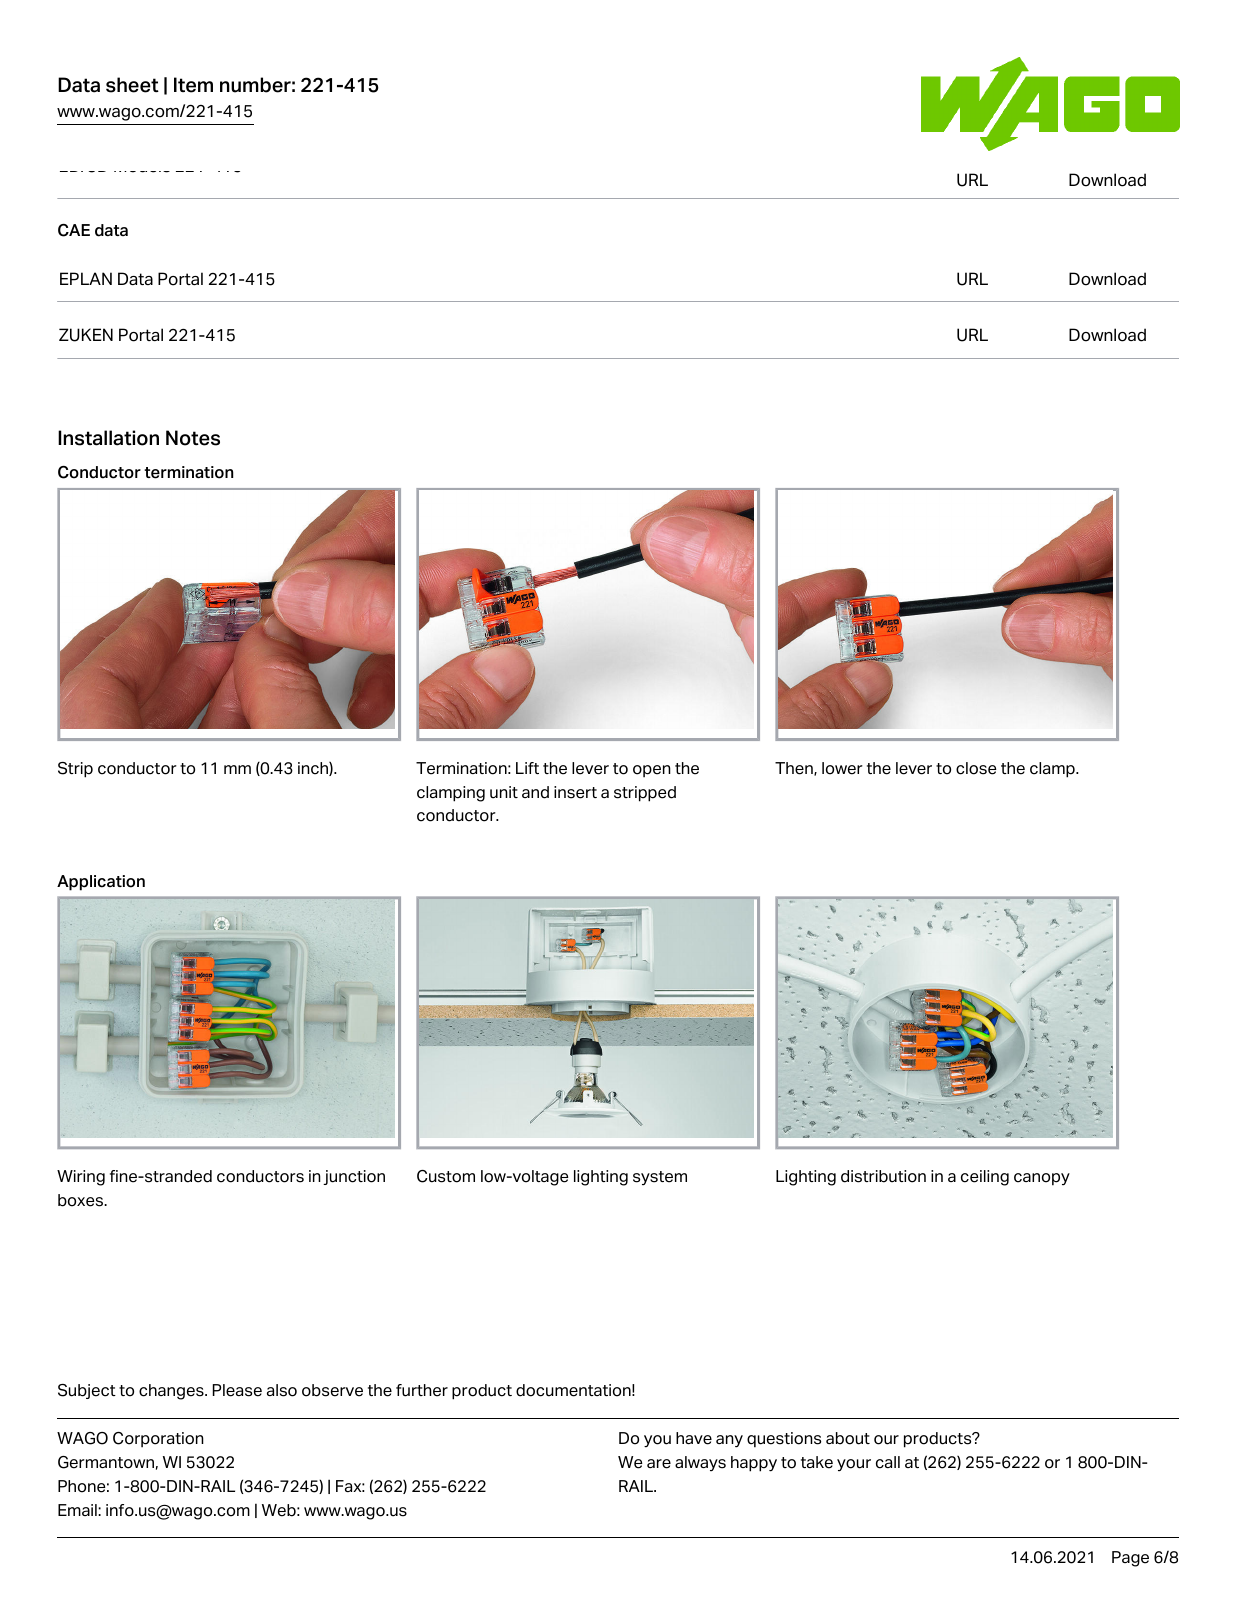 Data sheet | Item number: 221-415
www.wago.com/221-415
WAGO
URL Download
CAE data
EPLAN Data Portal 221-415 URL Download
ZUKEN Portal 221-415 URL Download
Installation Notes
Conductor termination
WAGO
221
WAGO
221
Strip conductor to 11 mm (0.43 inch).
Termination: Lift the lever to open the
clamping unit and insert a stripped
conductor.
Then, lower the lever to close the clamp.
Application
Wiring fine-stranded conductors in junction
boxes.
Custom low-voltage lighting system
Lighting distribution in a ceiling canopy
Subject to changes. Please also observe the further product documentation!
WAGO Corporation
Germantown, WI 53022
Phone: 1-800-DIN-RAIL (346-7245) | Fax: (262) 255-6222
Email: info.us@wago.com | Web: www.wago.us
Do you have any questions about our products?
We are always happy to take your call at (262) 255-6222 or 1 800-DIN-
RAIL.
14.06.2021 Page 6/8